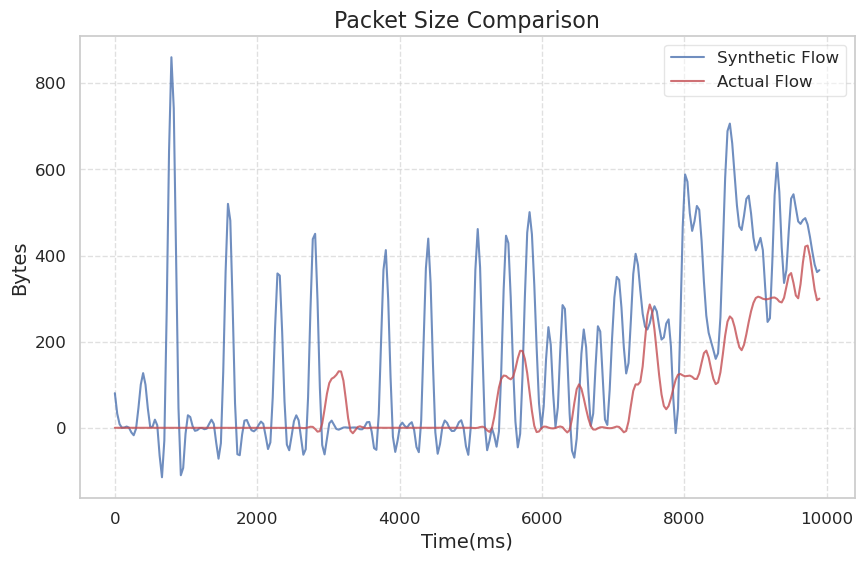 Packet Size Comparison
Synthetic Flow
Actual Flow
Bytes
800
600
400
200
0
0 2000 4000 6000 8000 10000
Time(ms)